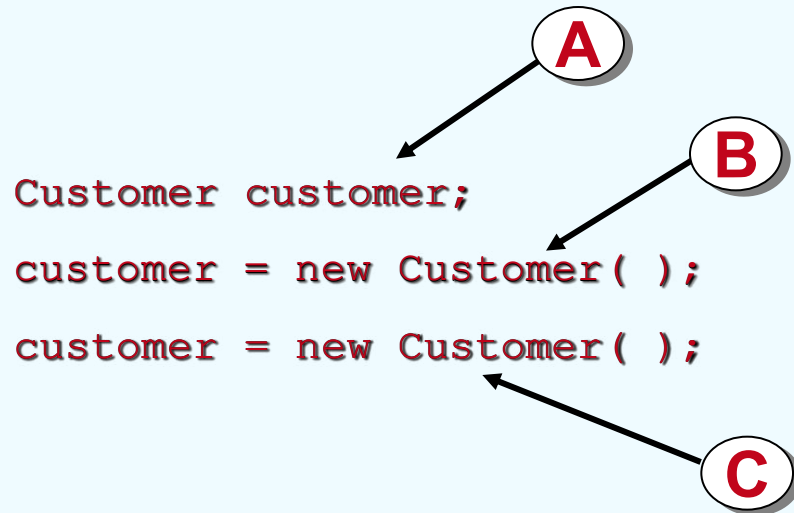 A
B
Customer customer;
customer = new Customer( );
customer = new Customer( );
C